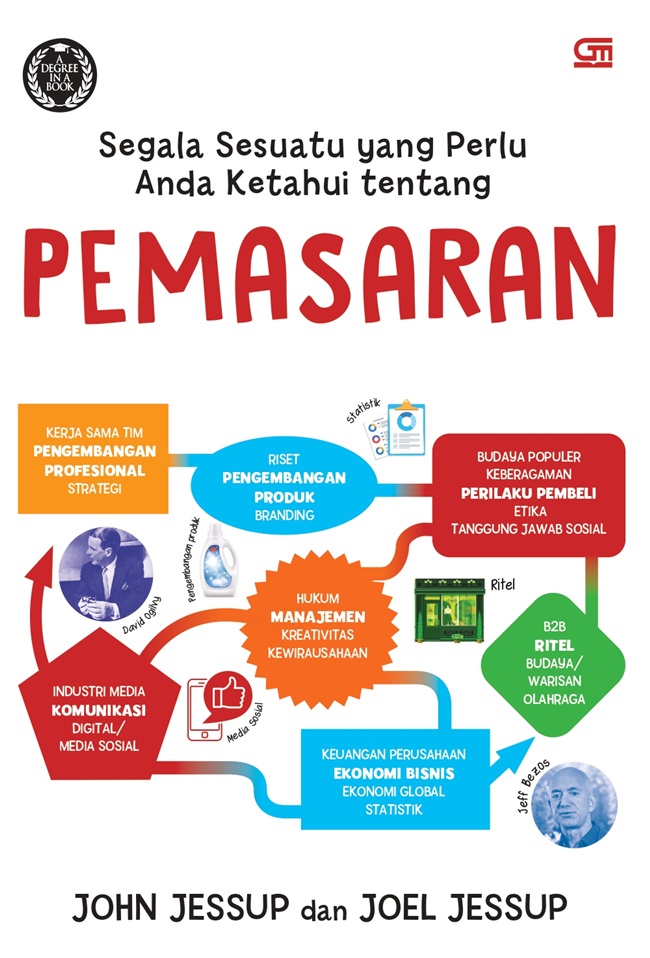 A
DEGREE
IN A
BOOK
GM
Segala Sesuatu yang Perlu
Anda Ketahui tentang
PEMASARAN
KERJA SAMA TIM
PENGEMBANGAN
PROFESIONAL
STRATEGI
RISET
PENGEMBANGAN
PRODUK
BRANDING
Statistik
BUDAYA POPULER
KEBERAGAMAN
PERILAKU PEMBELI
ETIKA
TANGGUNG JAWAB SOSIAL
David Ogilvy
Pengembangan produk
HUKUM
MANAJEMEN
KREATIVITAS
KEWIRAUSAHAAN
Ritel
B2B
RITEL
BUDAYA/
WARISAN
OLAHRAGA
INDUSTRI MEDIA
KOMUNIKASI
DIGITAL/
MEDIA SOSIAL
Media Sosial
KEUANGAN PERUSAHAAN
EKONOMI BISNIS
EKONOMI GLOBAL
STATISTIK
Jeff Bezos
JOHN JESSUP dan JOEL JESSUP